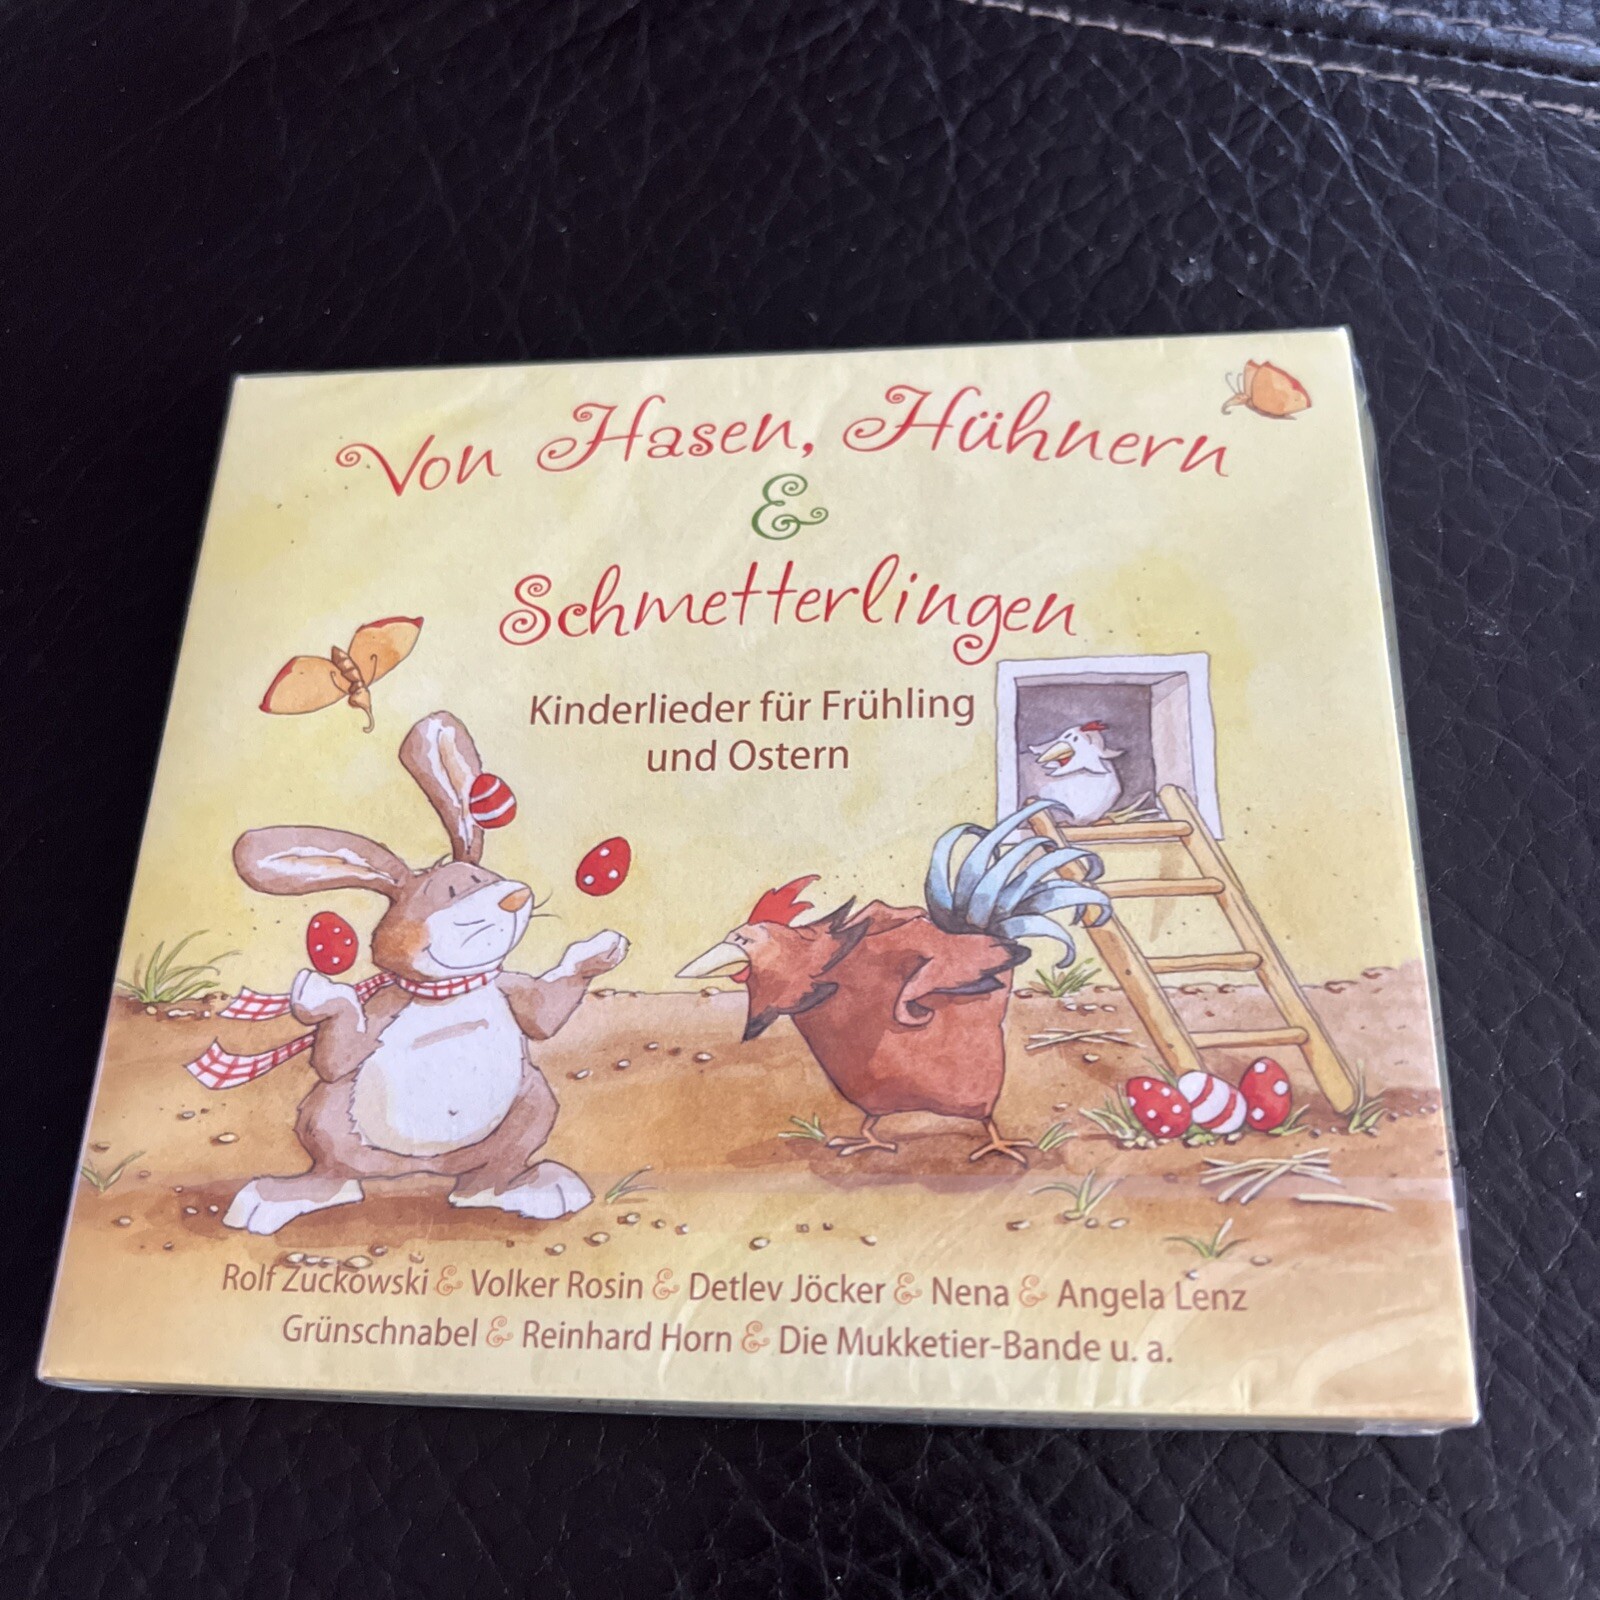 Von Hasen, Hühnern
&
Schmetterlingen
Kinderlieder für Frühling
und Ostern
Rolf Zuckowski & Volker Rosin & Detlev Jöcker & Nena & Angela Lenz
Grünschnabel & Reinhard Horn & Die Mukketier-Bande u. a.